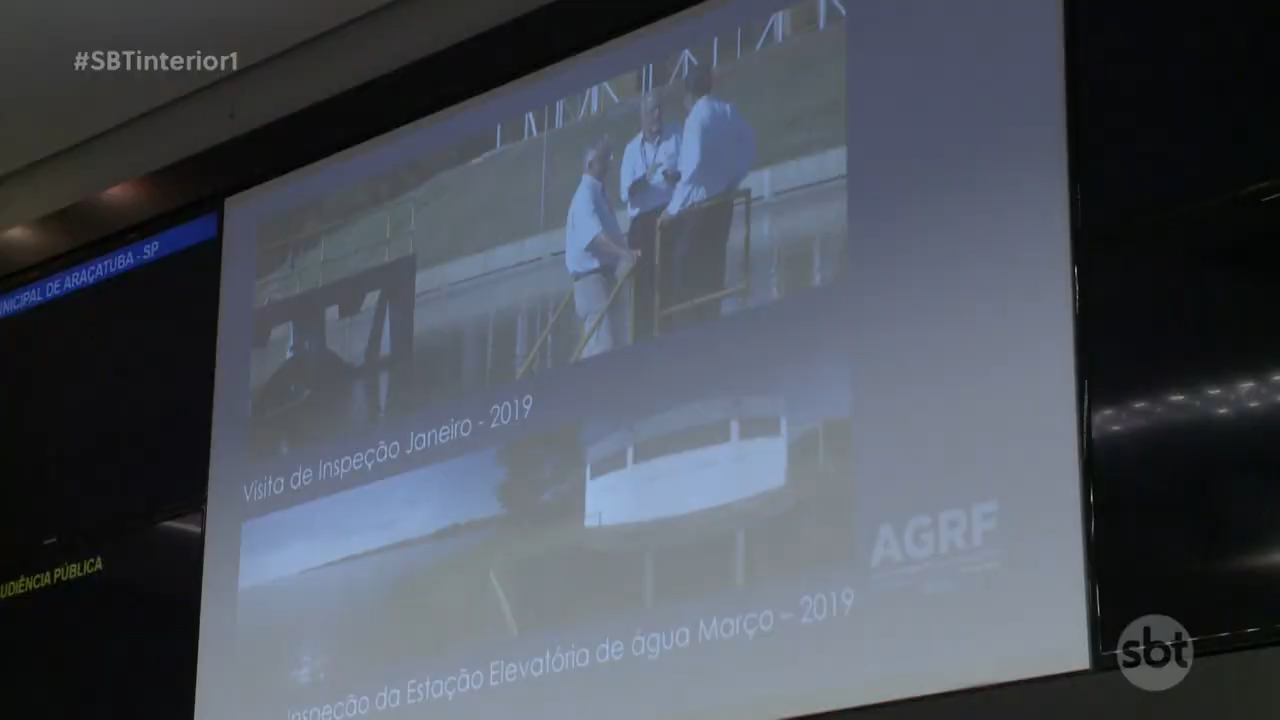 #SBTinterior1
NICIPAL DE ARAÇATUBA - SP
UDIÊNCIA PÚBLICA
Visita de Inspeção Janeiro - 2019
AGRF
Inspeção da Estação Elevatória de água Março – 2019
sbt